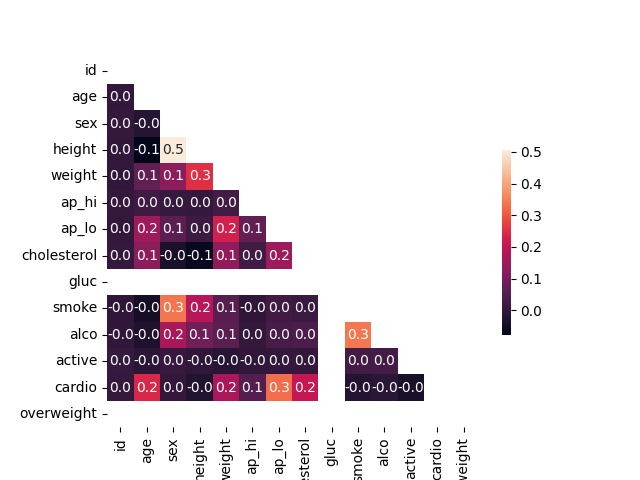 id
age 0.0
sex 0.0 -0.0
height 0.0 -0.1 0.5
weight 0.0 0.1 0.1 0.3
ap_hi 0.0 0.0 0.0 0.0 0.0
ap_lo 0.0 0.2 0.1 0.0 0.2 0.1
cholesterol 0.0 0.1 -0.0 -0.1 0.1 0.0 0.2
gluc
smoke -0.0 -0.0 0.3 0.2 0.1 -0.0 0.0 0.0 
alco -0.0 -0.0 0.2 0.1 0.1 0.0 0.0 0.0 0.3
active 0.0 -0.0 0.0 -0.0 -0.0 -0.0 0.0 0.0 0.0 0.0
cardio 0.0 0.2 0.0 -0.0 0.2 0.1 0.3 0.2 -0.0 -0.0 -0.0
overweight
id age sex height weight ap_hi ap_lo esterol gluc smoke alco active cardio weight
0.5
0.4
0.3
0.2
0.1
0.0